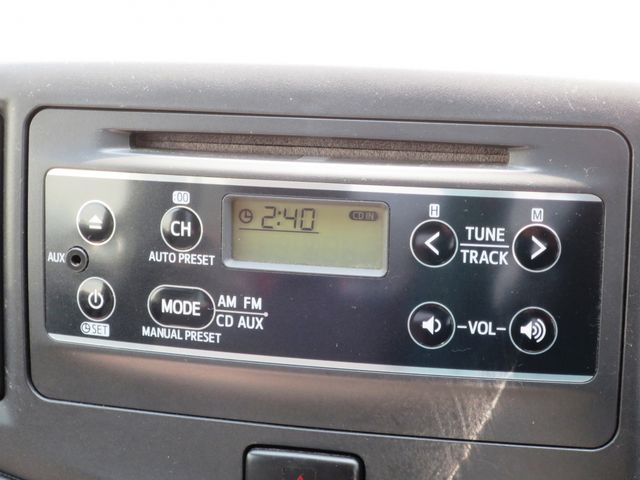 :00
CH
AUTO PRESET
AUX
SET
MODE
MANUAL PRESET
AM FM
CD AUX
2:40
CD IN
H
M
TUNE
TRACK
-VOL-